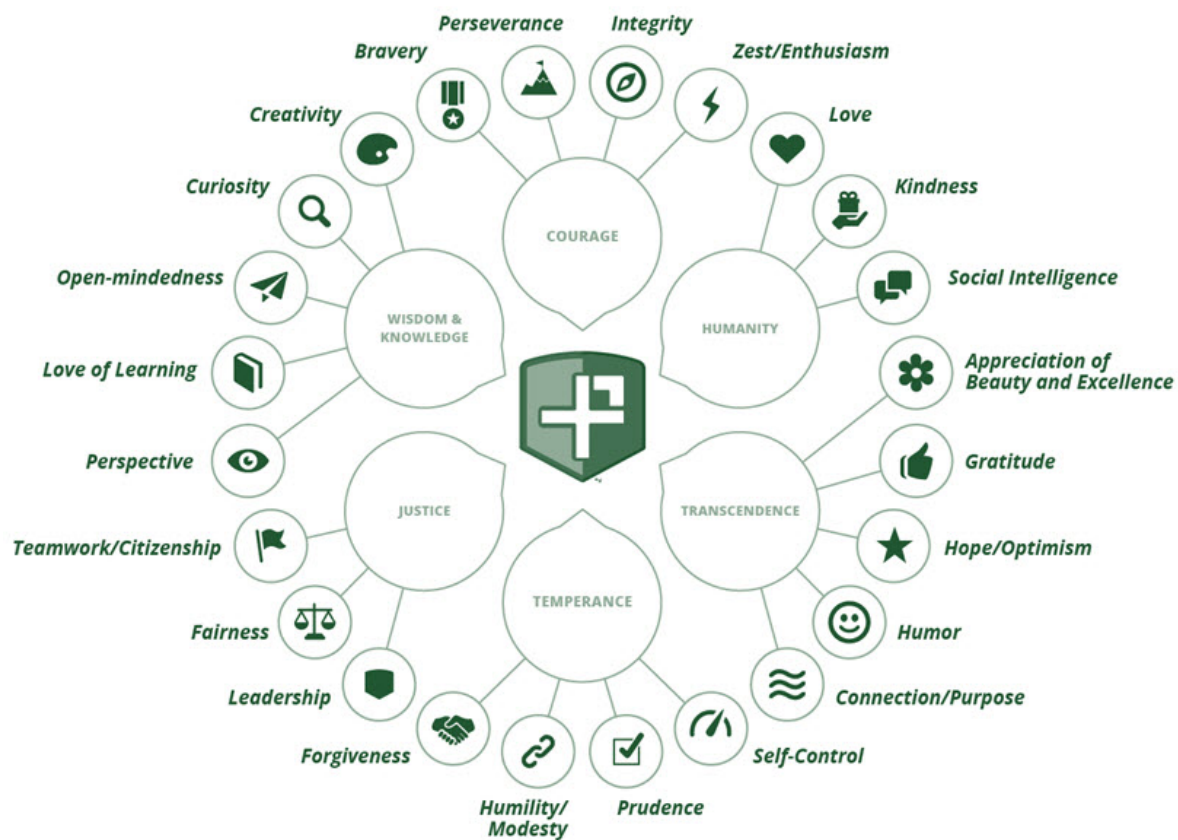 Perseverance
Integrity
Bravery
Zest/Enthusiasm
Creativity
Love
Curiosity
Kindness
COURAGE
Open-mindedness
Social Intelligence
WISDOM &
KNOWLEDGE
HUMANITY
Love of Learning
Appreciation of
Beauty and Excellence
Perspective
Gratitude
JUSTICE
TRANSCENDENCE
Teamwork/Citizenship
Hope/Optimism
TEMPERANCE
Fairness
Humor
Leadership
Connection/Purpose
Forgiveness
Self-Control
Humility/
Modesty
Prudence